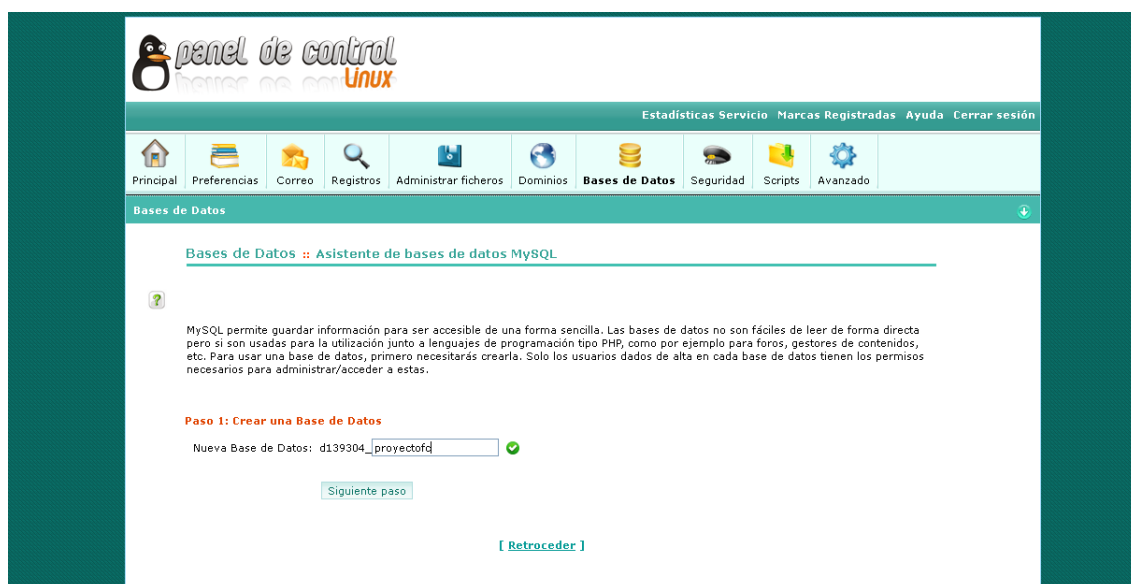 panel de control
Linux
Estadísticas Servicio Marcas Registradas Ayuda Cerrar sesión
Principal Preferencias Correo Registros Administrar ficheros Dominios Bases de Datos Seguridad Scripts Avanzado
Bases de Datos
Bases de Datos :: Asistente de bases de datos MySQL
?
MySQL permite guardar información para ser accesible de una forma sencilla. Las bases de datos no son fáciles de leer de forma directa
pero si son usadas para la utilización junto a lenguajes de programación tipo PHP, como por ejemplo para foros, gestores de contenidos,
etc. Para usar una base de datos, primero necesitarás crearla. Solo los usuarios dados de alta en cada base de datos tienen los permisos
necesarios para administrar/acceder a estas.
Paso 1: Crear una Base de Datos
Nueva Base de Datos: d139304_proyectofc
Siguiente paso
[ Retroceder ]